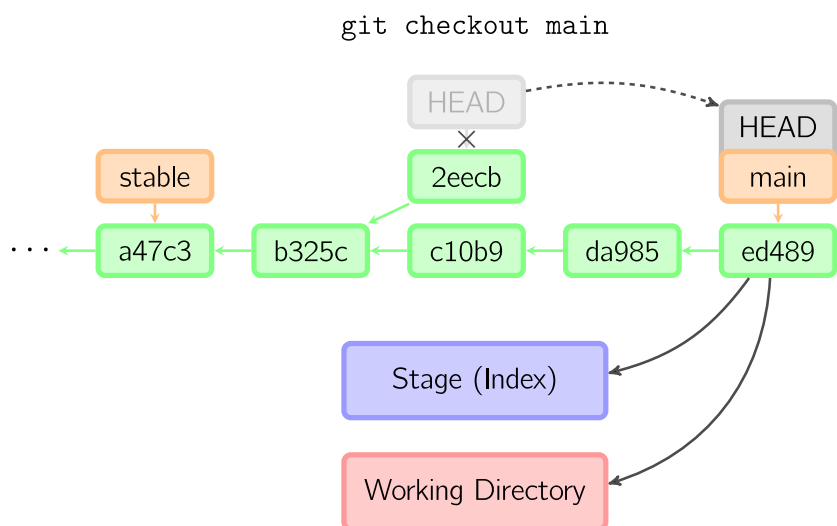 git checkout main
HEAD
HEAD
stable
2eecb
main
... a47c3 b325c c10b9 da985 ed489
Stage (Index)
Working Directory